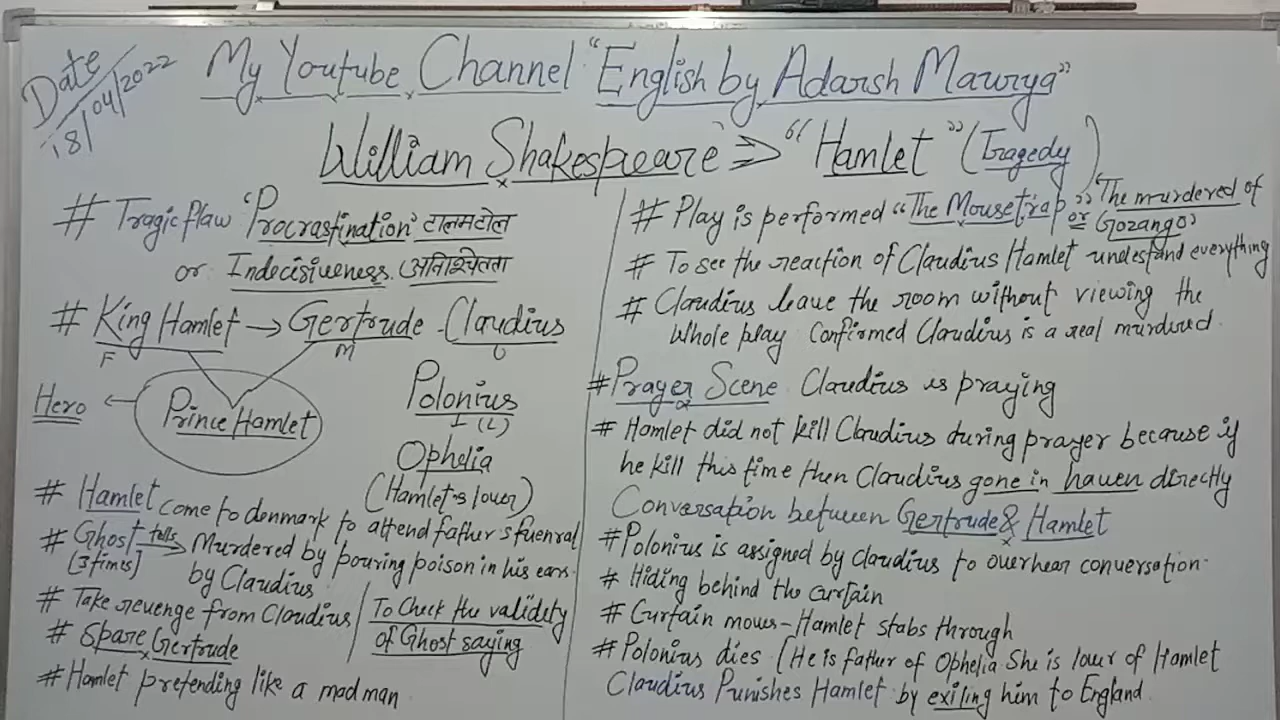 Date
18/04/2022
My Youtube Channel "English by Adarsh Maurya"
William Shakespeare ⇒ "Hamlet" (Tragedy)
# Tragic flaw 'Procrastination' टालमटोल
or Indecisiveness. (अनिश्चितता
# King Hamlet → Gertrude - Claudius
F M U
Hero ← Prince Hamlet
Polonius
(L)
Ophelia
(Hamlet's lover)
# Hamlet come to denmark to attend father's fuenral
# Ghost tells → Murdered by pouring poison in his ears.
(3 times) by Claudius
# Take revenge from Claudius
# Spare Gertrude
To Check the validety
of Ghost saying
# Hamlet pretending like a mad man
# Play is performed "The Mousetrap" or 'The murdered of
Gozango'
# To see the reaction of Claudius Hamlet undestand everything
# Claudius leave the room without viewing the
whole play Confirmed Claudius is a real murdured.
# Prayer Scene Claudius is praying
# Hamlet did not kill Claudius during prayer because if
he kill this time then Claudius gone in haven directly
Conversation between Gertrude & Hamlet
# Polonius is assigned by claudius to overhear conversation.
# Hiding behind the curtain
# Curtain moves - Hamlet stabs through
# Polonius dies (He is father of Ophelia She is lover of Hamlet
Claudius Punishes Hamlet by exiling him to England.